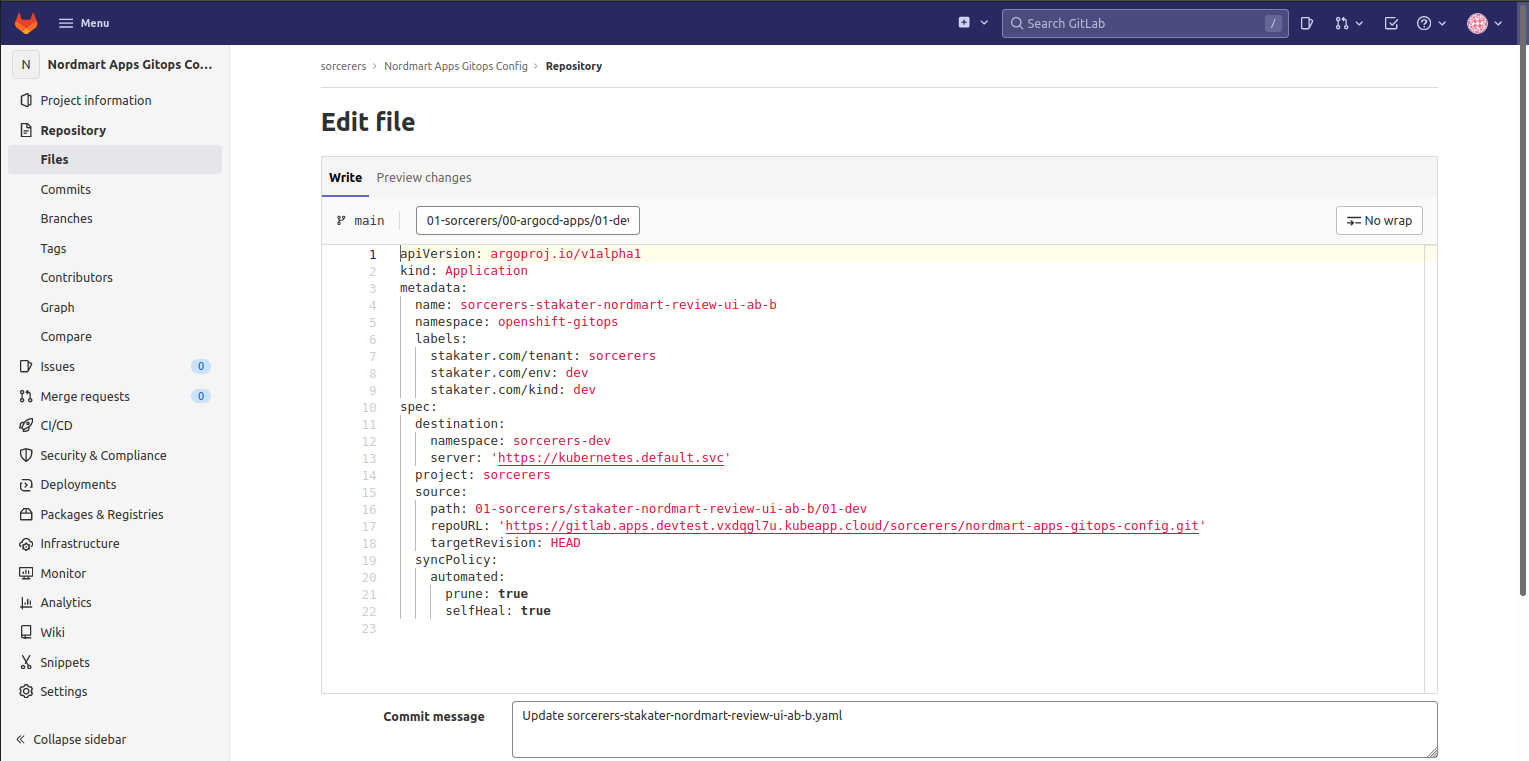 Menu
Search GitLab
/
N
Nordmart Apps Gitops Co...
Project information
Repository
Files
Commits
Branches
Tags
Contributors
Graph
Compare
Issues 0
Merge requests 0
CI/CD
Security & Compliance
Deployments
Packages & Registries
Infrastructure
Monitor
Analytics
Wiki
Snippets
Settings
« Collapse sidebar
sorcerers › Nordmart Apps Gitops Config › Repository
Edit file
Write Preview changes
main 01-sorcerers/00-argocd-apps/01-dev No wrap
1 apiVersion: argoproj.io/v1alpha1
2 kind: Application
3 metadata:
4 name: sorcerers-stakater-nordmart-review-ui-ab-b
5 namespace: openshift-gitops
6 labels:
7 stakater.com/tenant: sorcerers
8 stakater.com/env: dev
9 stakater.com/kind: dev
10 spec:
11 destination:
12 namespace: sorcerers-dev
13 server: 'https://kubernetes.default.svc'
14 project: sorcerers
15 source:
16 path: 01-sorcerers/stakater-nordmart-review-ui-ab-b/01-dev
17 repoURL: 'https://gitlab.apps.devtest.vxdqgl7u.kubeapp.cloud/sorcerers/nordmart-apps-gitops-config.git'
18 targetRevision: HEAD
19 syncPolicy:
20 automated:
21 prune: true
22 selfHeal: true
23
Commit message
Update sorcerers-stakater-nordmart-review-ui-ab-b.yaml